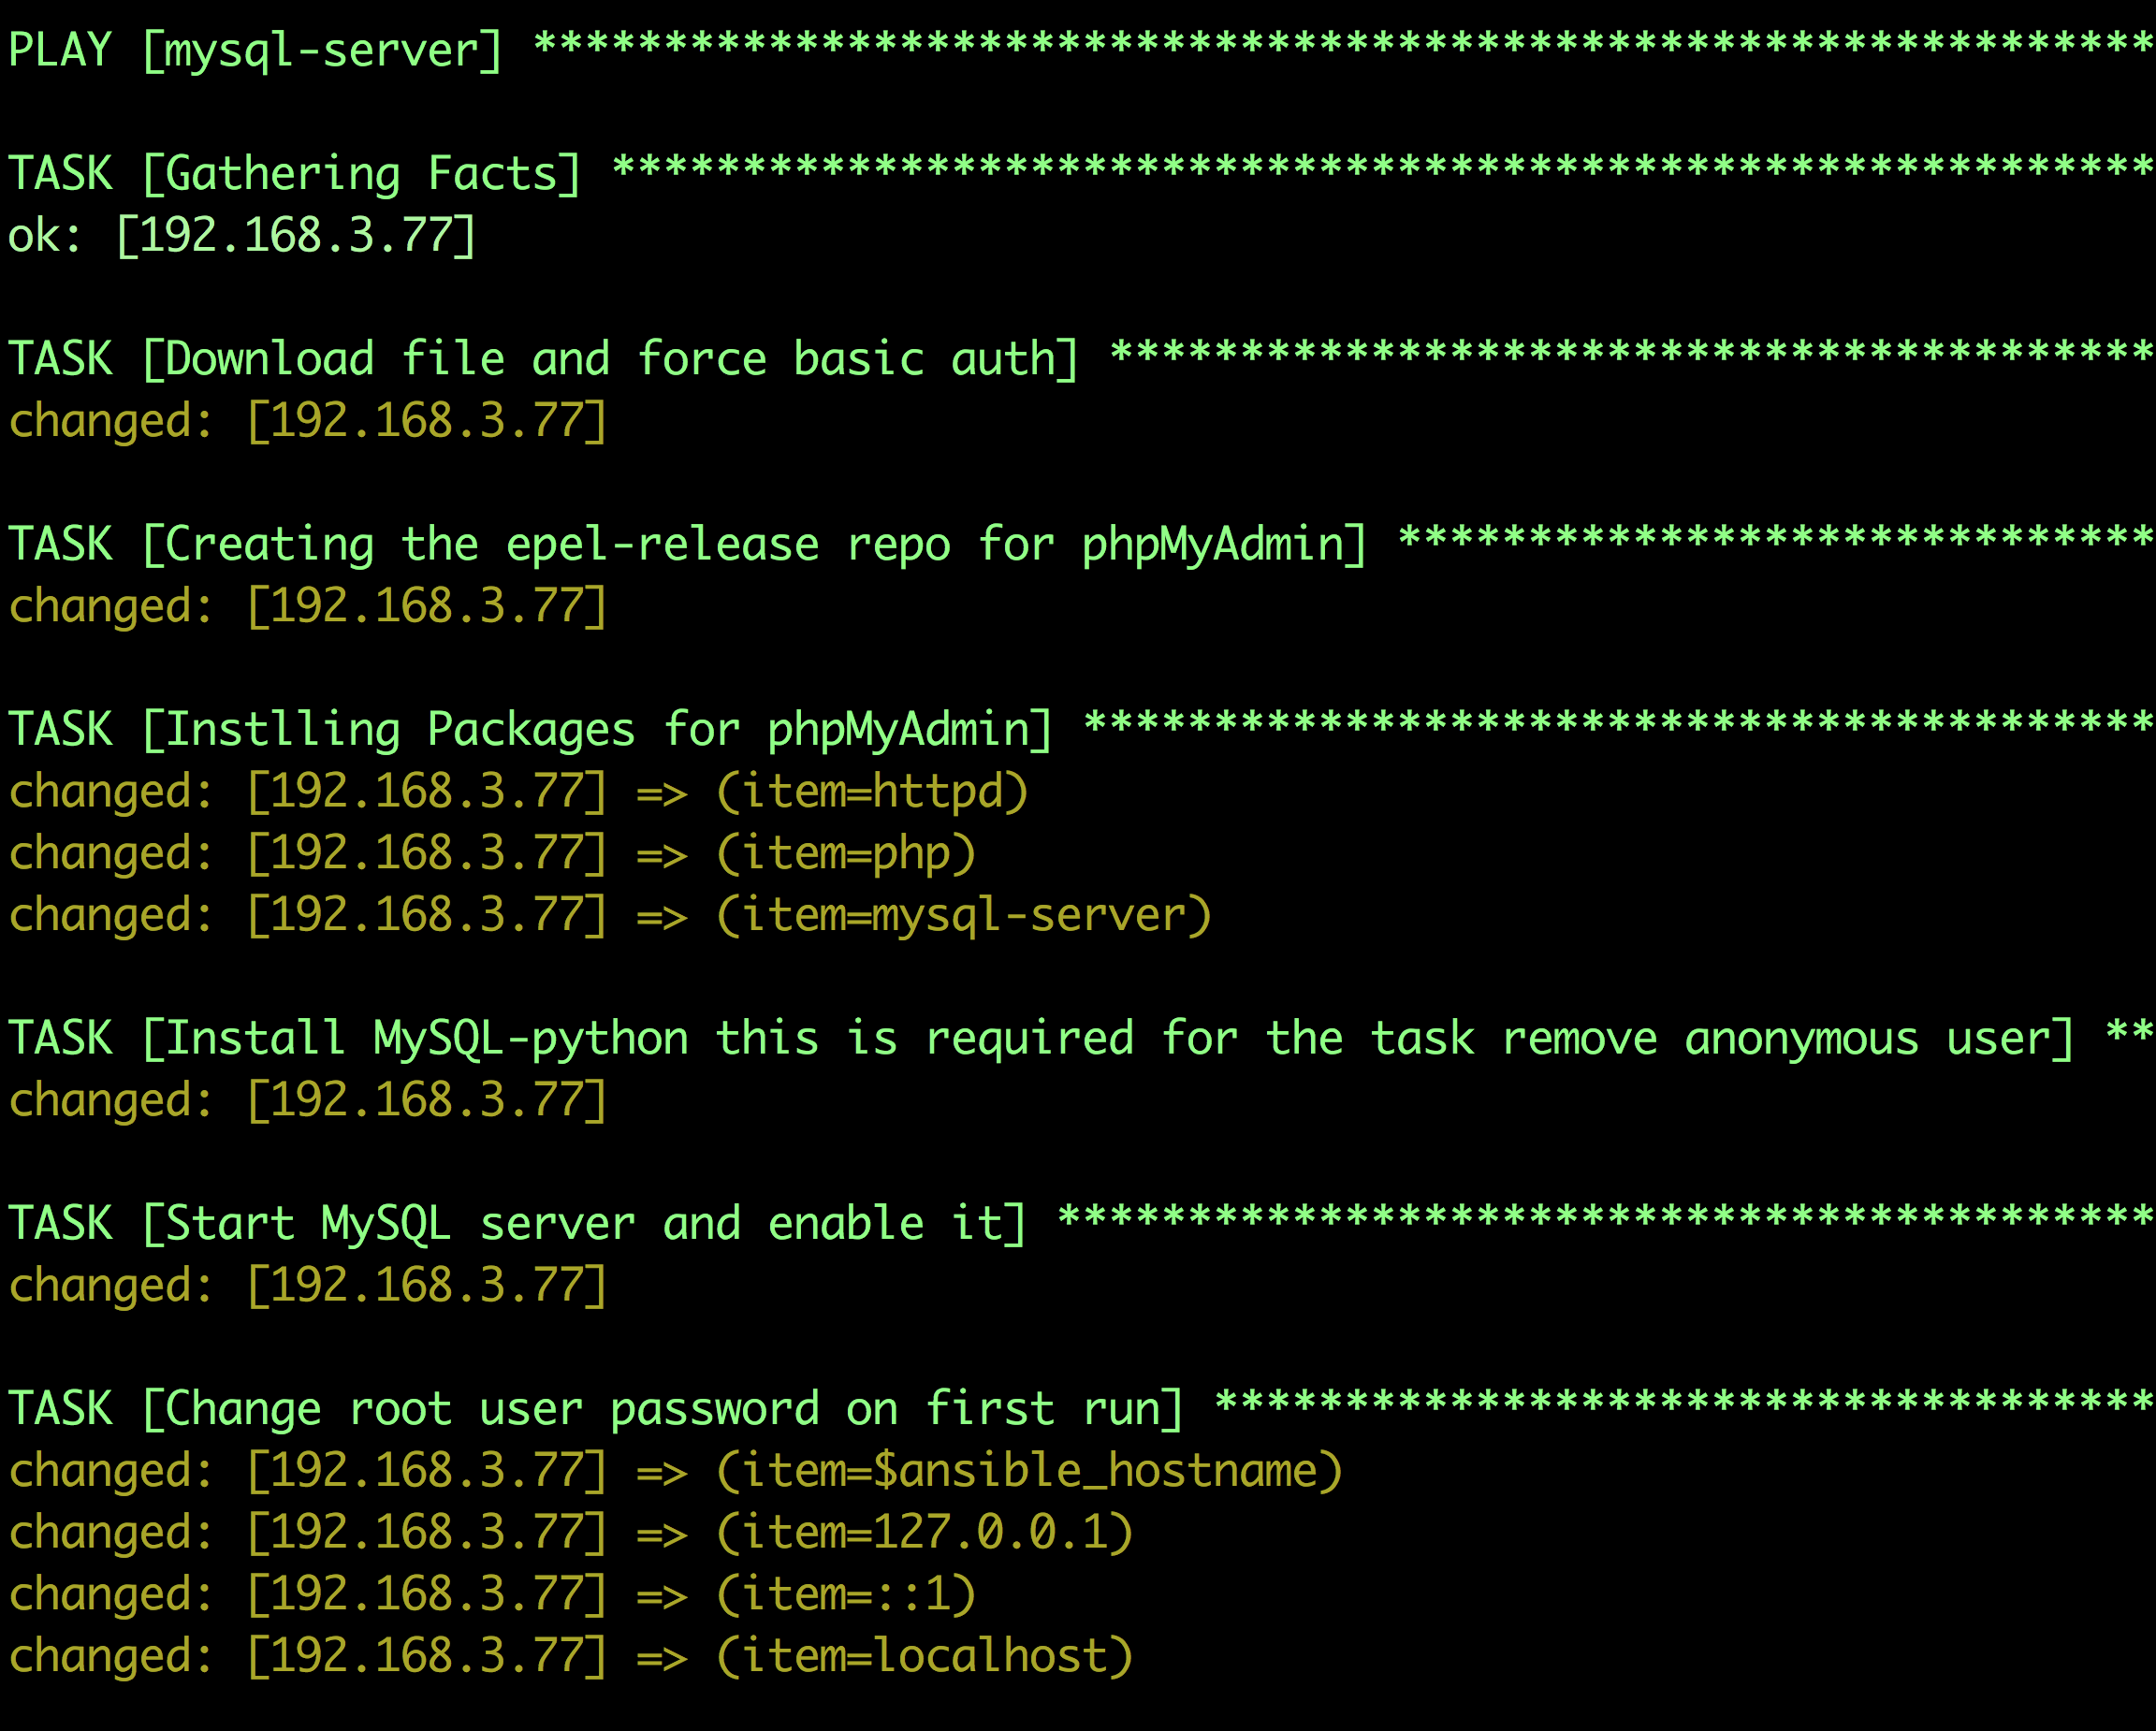 PLAY [mysql-server] **************************************************************
TASK [Gathering Facts] ***********************************************************
ok: [192.168.3.77]
TASK [Download file and force basic auth] ****************************************
changed: [192.168.3.77]
TASK [Creating the epel-release repo for phpMyAdmin] *****************************
changed: [192.168.3.77]
TASK [Instlling Packages for phpMyAdmin] *****************************************
changed: [192.168.3.77] => (item=httpd)
changed: [192.168.3.77] => (item=php)
changed: [192.168.3.77] => (item=mysql-server)
TASK [Install MySQL-python this is required for the task remove anonymous user] **
changed: [192.168.3.77]
TASK [Start MySQL server and enable it] ******************************************
changed: [192.168.3.77]
TASK [Change root user password on first run] ************************************
changed: [192.168.3.77] => (item=$ansible_hostname)
changed: [192.168.3.77] => (item=127.0.0.1)
changed: [192.168.3.77] => (item=::1)
changed: [192.168.3.77] => (item=localhost)